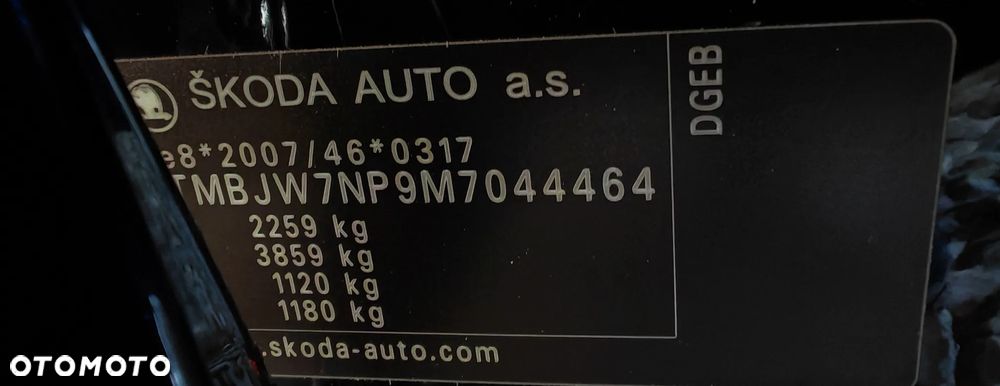 ŠKODA AUTO a.s.
DGEB
e8*2007/46*0317
TMBJW7NP9M7044464
2259 kg
3859 kg
1120 kg
1180 kg
.skoda-auto.com
OTOMOTO